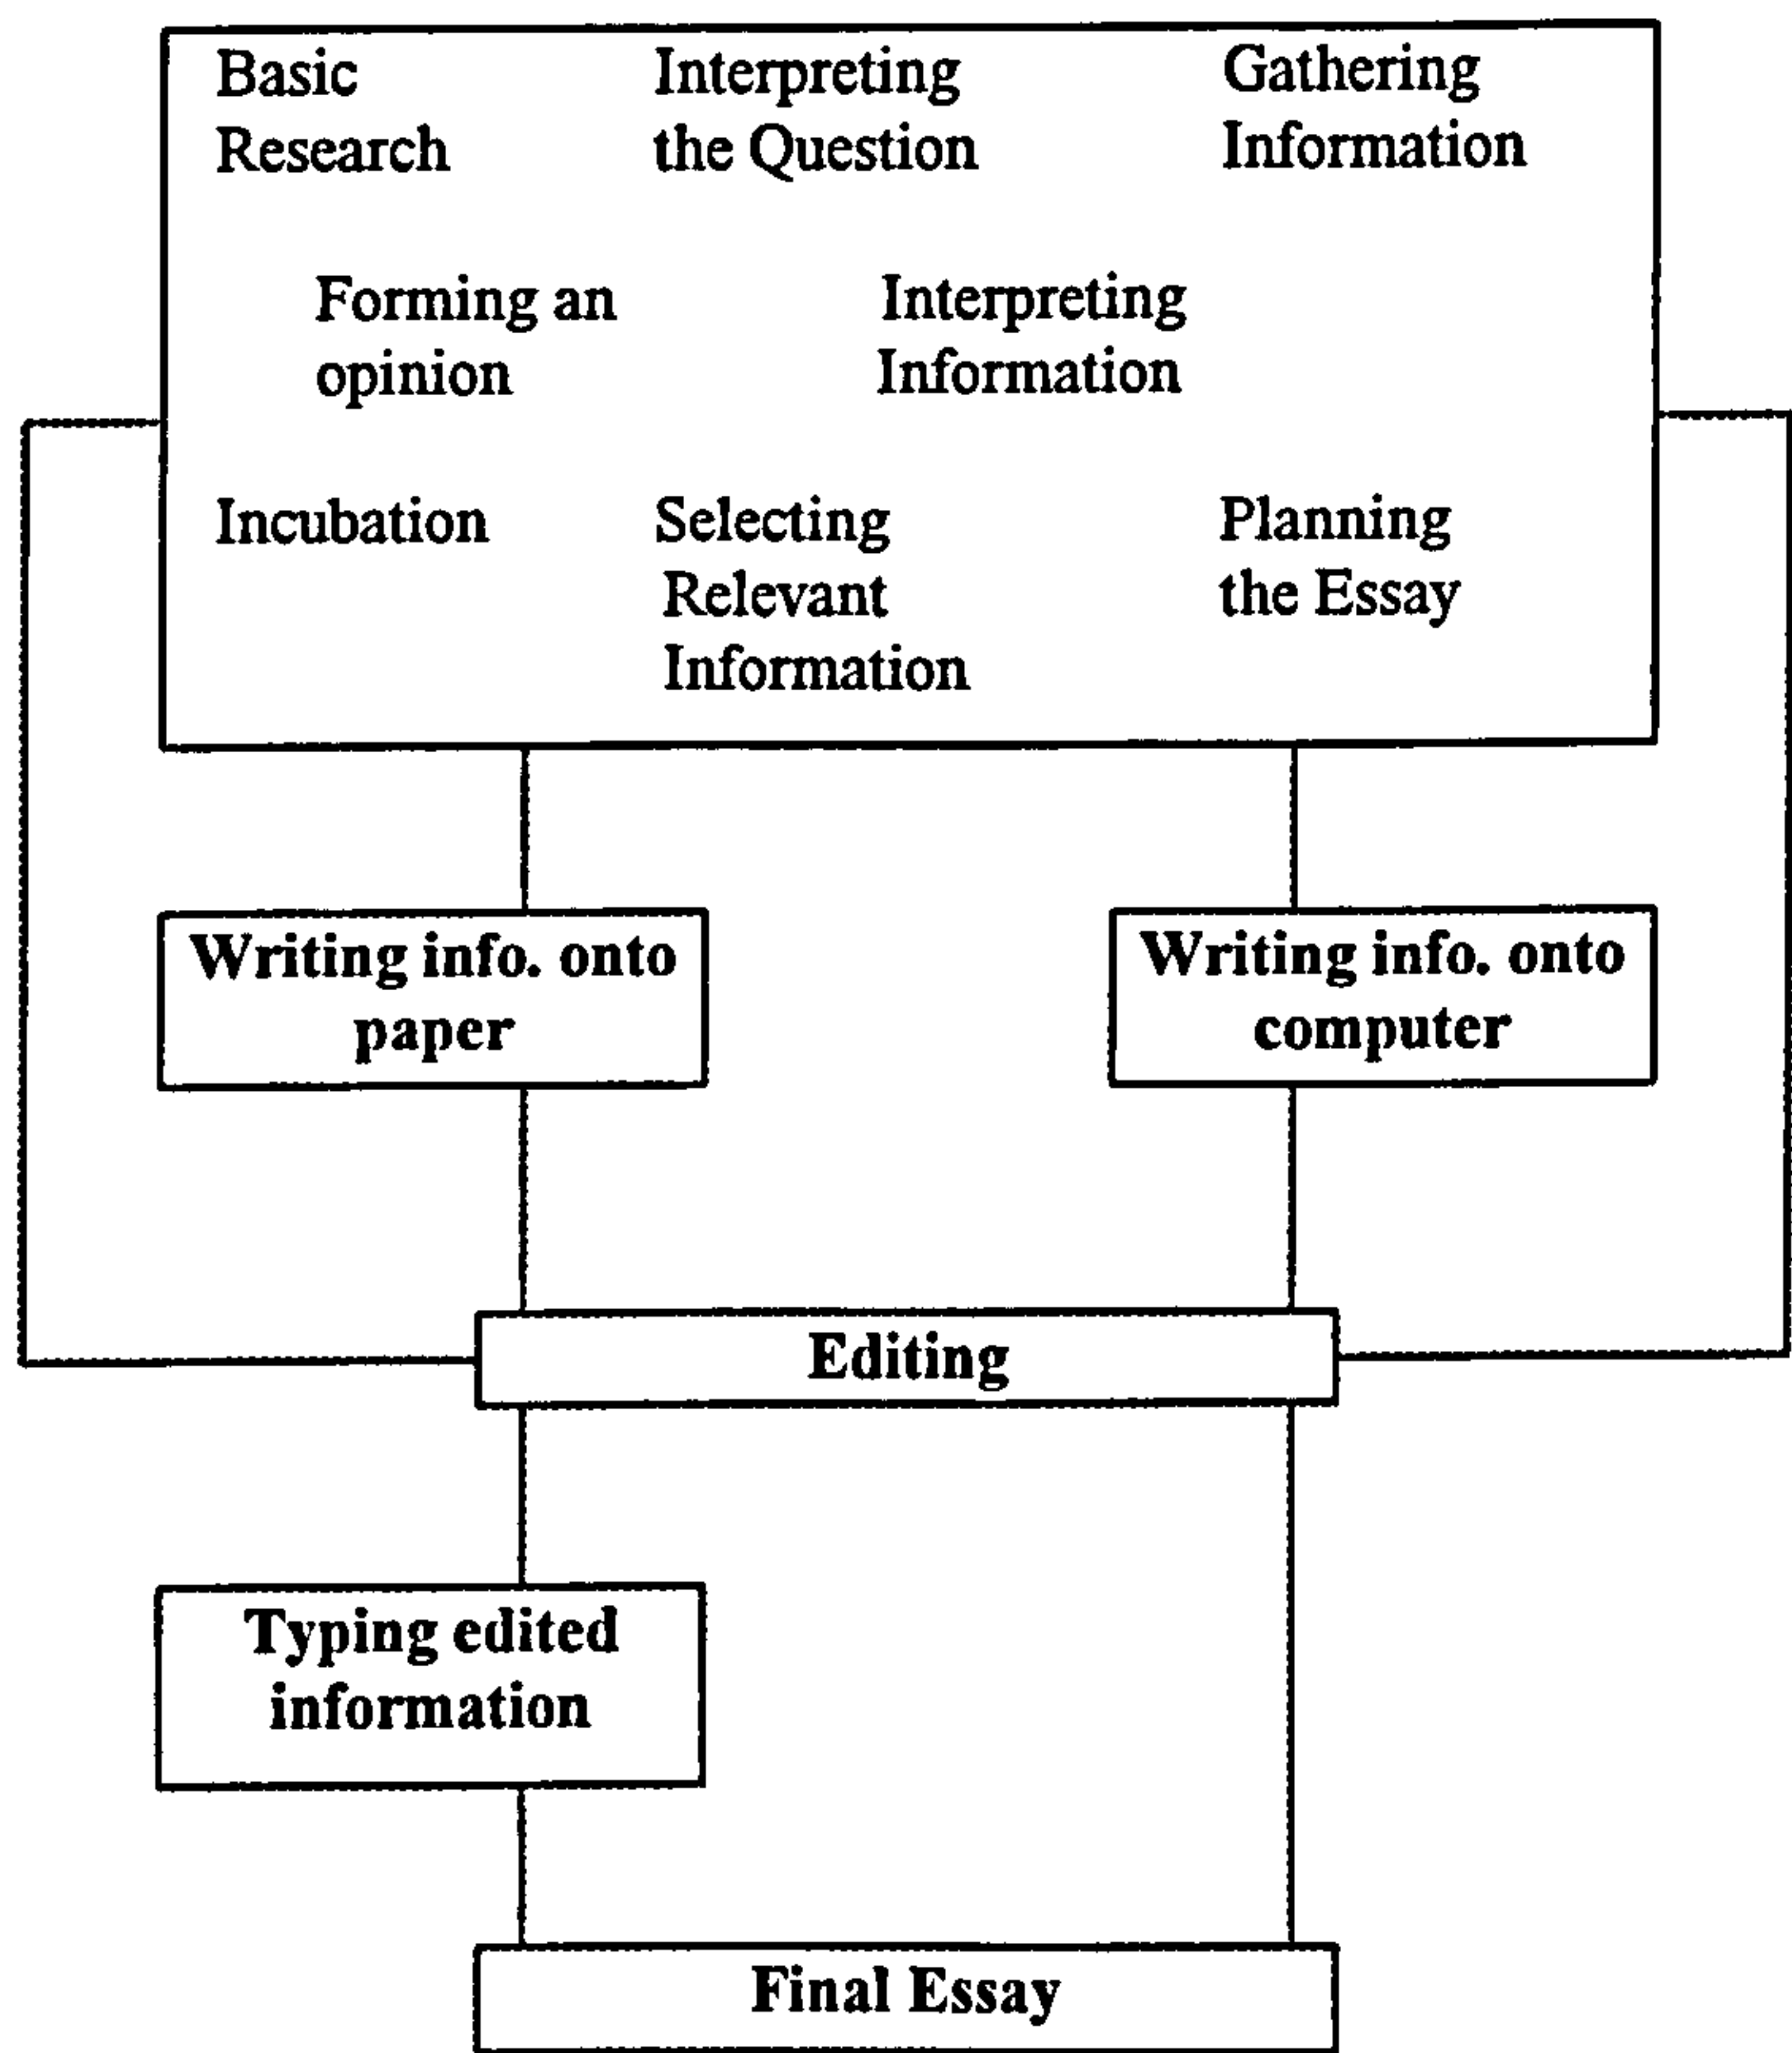 Basic
Research
Interpreting
the Question
Gathering
Information
Forming an
opinion
Interpreting
Information
Incubation
Selecting
Relevant
Information
Planning
the Essay
Writing info. onto
paper
Writing info. onto
computer
Editing
Typing edited
information
Final Essay